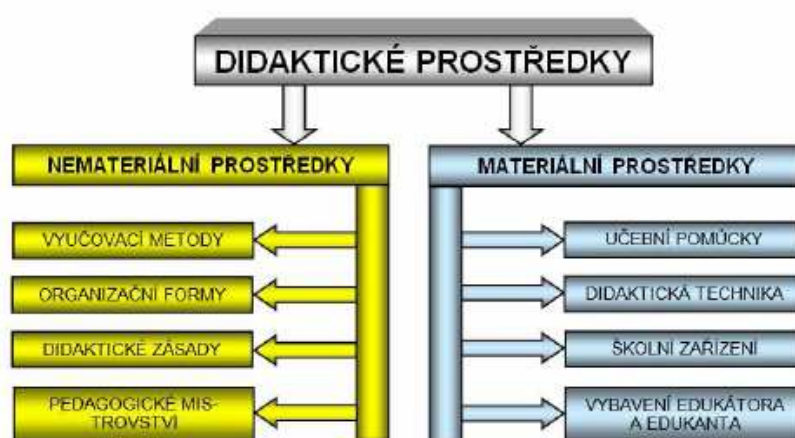 DIDAKTICKÉ PROSTŘEDKY
NEMATERIÁLNÍ PROSTŘEDKY
VYUČOVACÍ METODY
ORGANIZAČNÍ FORMY
DIDAKTICKÉ ZÁSADY
PEDAGOGICKÉ MIS-
TROVSTVÍ
MATERIÁLNÍ PROSTŘEDKY
UČEBNÍ POMŮCKY
DIDAKTICKÁ TECHNIKA
ŠKOLNÍ ZAŘÍZENÍ
VYBAVENÍ EDUKÁTORA
A EDUKANTA